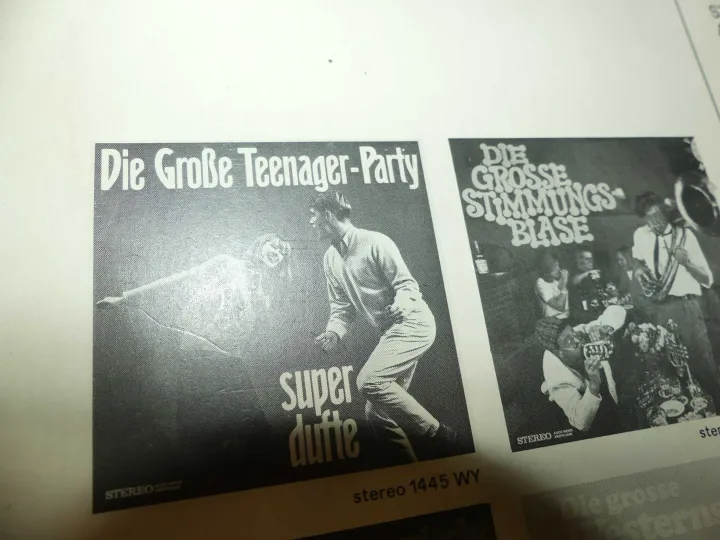 Die Große Teenager-Party
super
dufte
STEREO
stereo 1445 WY
DIE
GROSSE
STIMMUNGS-
BLASE
STEREO
Die grosse